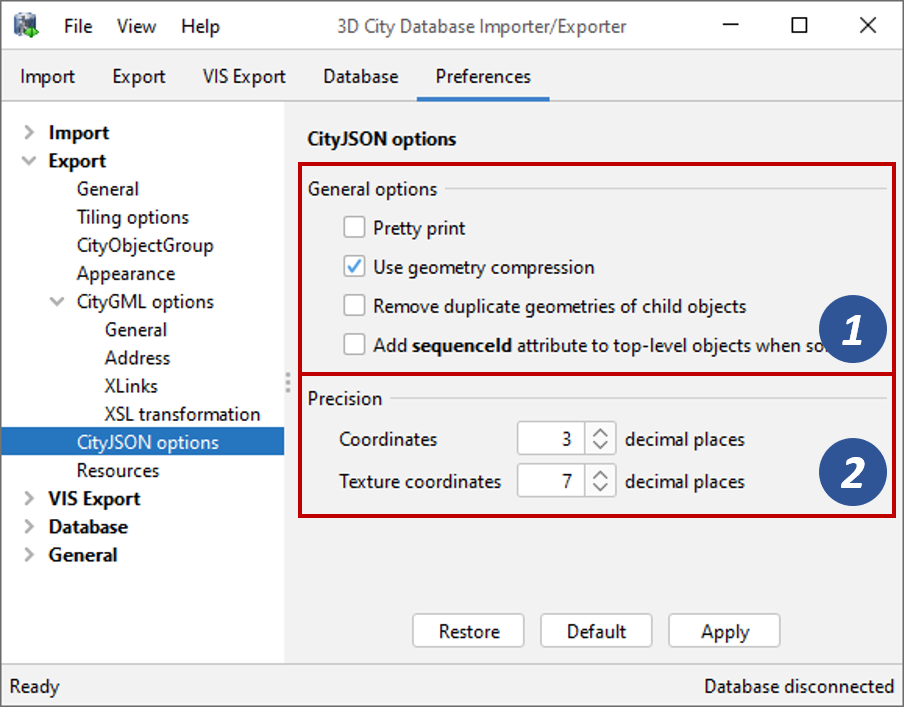 File View Help 3D City Database Importer/Exporter
Import Export VIS Export Database Preferences
Import
Export
General
Tiling options
CityObjectGroup
Appearance
CityGML options
General
Address
XLinks
XSL transformation
CityJSON options
Resources
VIS Export
Database
General
CityJSON options
General options
Pretty print
Use geometry compression
Remove duplicate geometries of child objects
Add sequenceId attribute to top-level objects when
1
Precision
Coordinates 3 decimal places
Texture coordinates 7 decimal places
2
Restore Default Apply
Ready Database disconnected